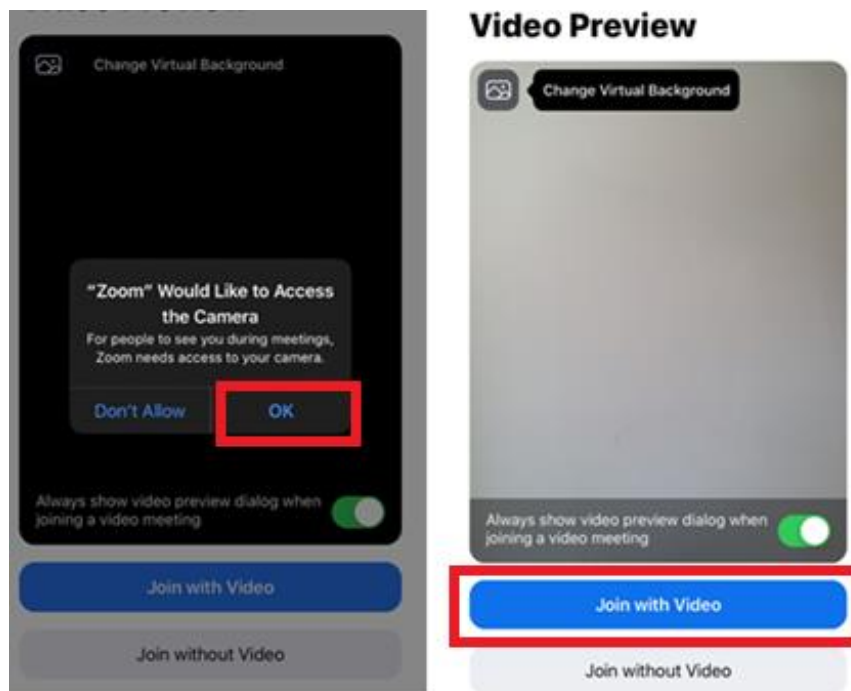 Change Virtual Background
"Zoom" Would Like to Access
the Camera
For people to see you during meetings,
Zoom needs access to your camera.
Don't Allow
OK
Always show video preview dialog when
joining a video meeting
Join with Video
Join without Video
Video Preview
Change Virtual Background
Always show video preview dialog when
joining a video meeting
Join with Video
Join without Video